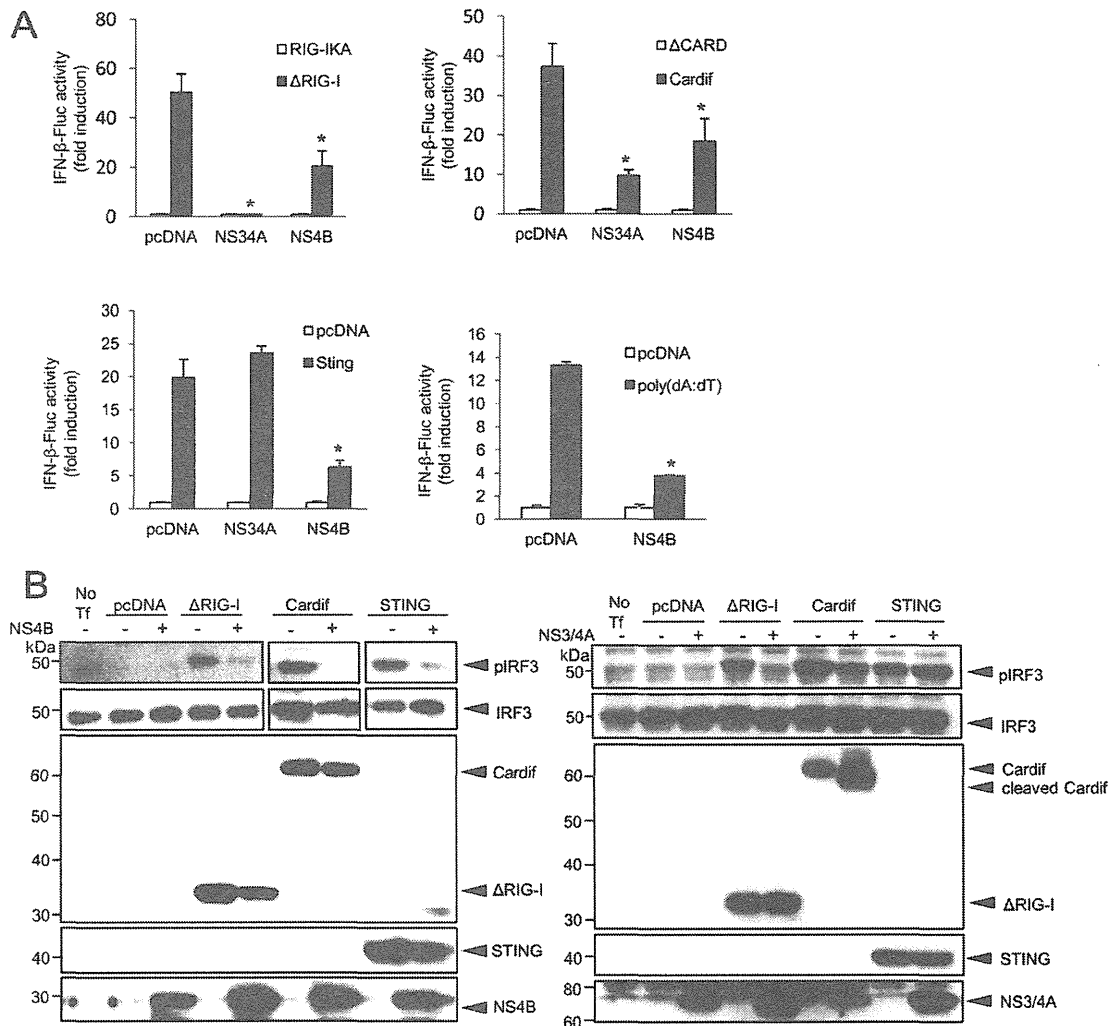 A
IFN-β-Fluc activity
(fold induction)
80
60
40
20
0
RIG-IKA
ΔRIG-I
*
*
pcDNA NS34A NS4B
IFN-β-Fluc activity
(fold induction)
50
40
30
20
10
0
ΔCARD
Cardif
*
*
pcDNA NS34A NS4B
IFN-β-Fluc activity
(fold induction)
30
25
20
15
10
5
0
pcDNA
Sting
*
pcDNA NS34A NS4B
IFN-β-Fluc activity
(fold induction)
16
14
12
10
8
6
4
2
0
pcDNA
poly(dA:dT)
*
pcDNA NS4B
B
No
Tf pcDNA ΔRIG-I Cardif STING
NS4B - - + - + - + - +
kDa
50 pIRF3
50 IRF3
60 Cardif
50
40
30 ΔRIG-I
40 STING
30 NS4B
No
Tf pcDNA ΔRIG-I Cardif STING
NS3/4A - - + - + - + - +
kDa
50 pIRF3
50 IRF3
60 Cardif
cleaved Cardif
50
40
30 ΔRIG-I
40 STING
80 NS3/4A
60